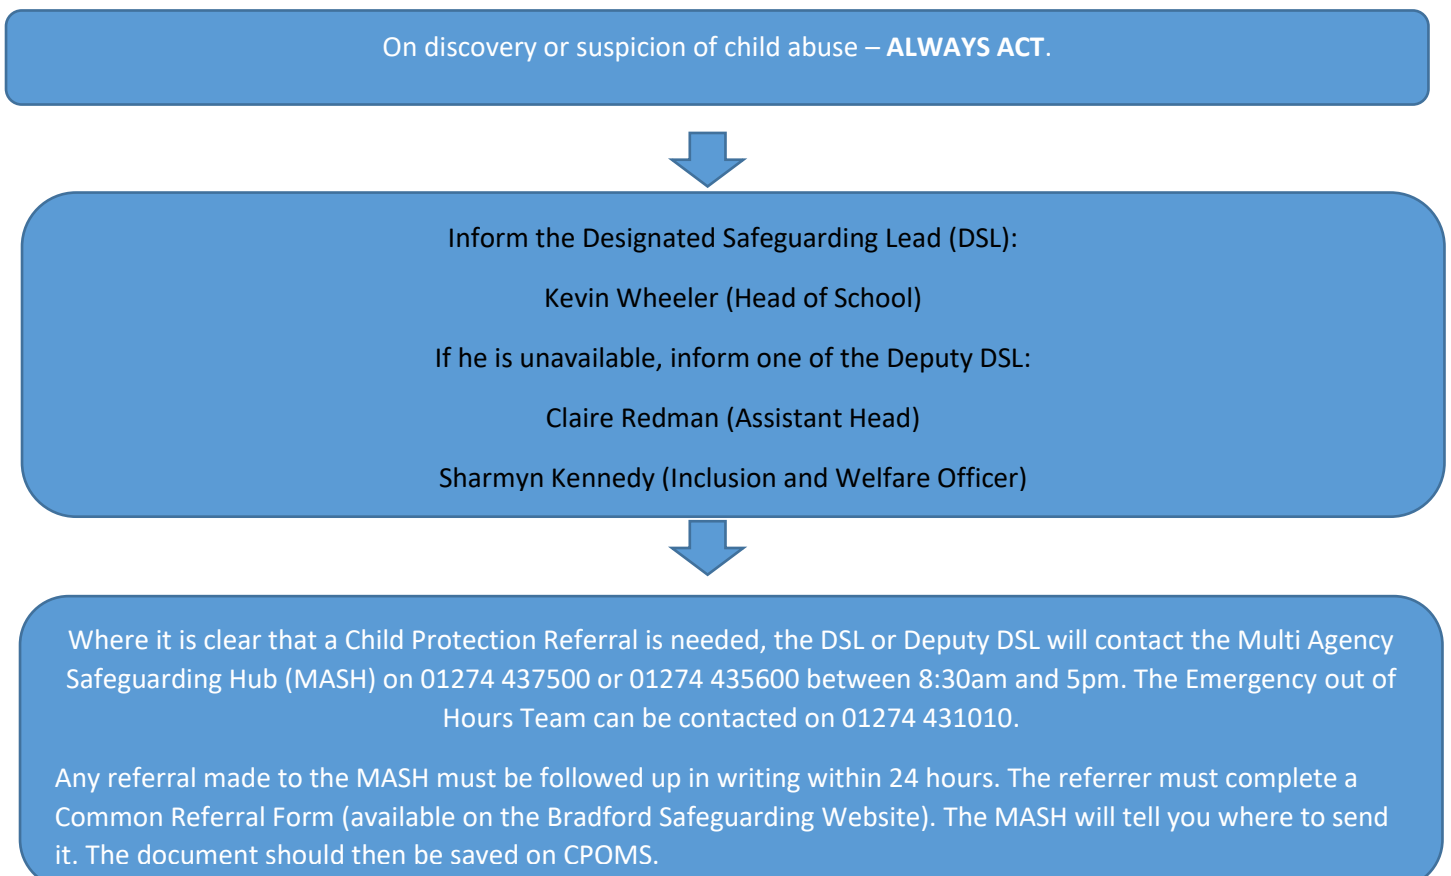 On discovery or suspicion of child abuse – ALWAYS ACT.
Inform the Designated Safeguarding Lead (DSL):
Kevin Wheeler (Head of School)
If he is unavailable, inform one of the Deputy DSL:
Claire Redman (Assistant Head)
Sharmyn Kennedy (Inclusion and Welfare Officer)
Where it is clear that a Child Protection Referral is needed, the DSL or Deputy DSL will contact the Multi Agency
Safeguarding Hub (MASH) on 01274 437500 or 01274 435600 between 8:30am and 5pm. The Emergency out of
Hours Team can be contacted on 01274 431010.
Any referral made to the MASH must be followed up in writing within 24 hours. The referrer must complete a
Common Referral Form (available on the Bradford Safeguarding Website). The MASH will tell you where to send
it. The document should then be saved on CPOMS.